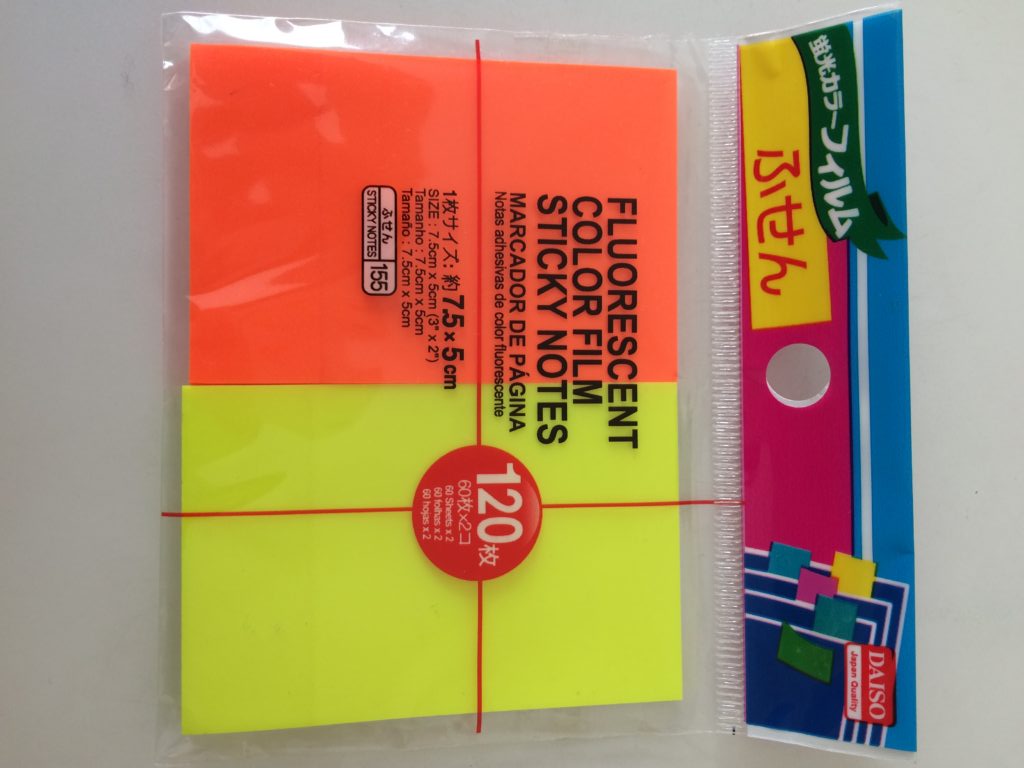 蛍光カラーフィルム
ふせん
DAISO
Japan Quality
FLUORESCENT
COLOR FILM
STICKY NOTES
MARCADOR DE PÁGINA
Notas adhesivas de color fluorescente
1枚サイズ: 約 7.5×5cm
SIZE : 7.5cm x 5cm (3" x 2")
Tamanho : 7.5cm x 5cm
Tamaño : 7.5cm x 5cm
ふせん
STICKY NOTES
155
120枚
60枚×2コ
60 Sheets x 2
60 folhas x 2
60 hojas x 2